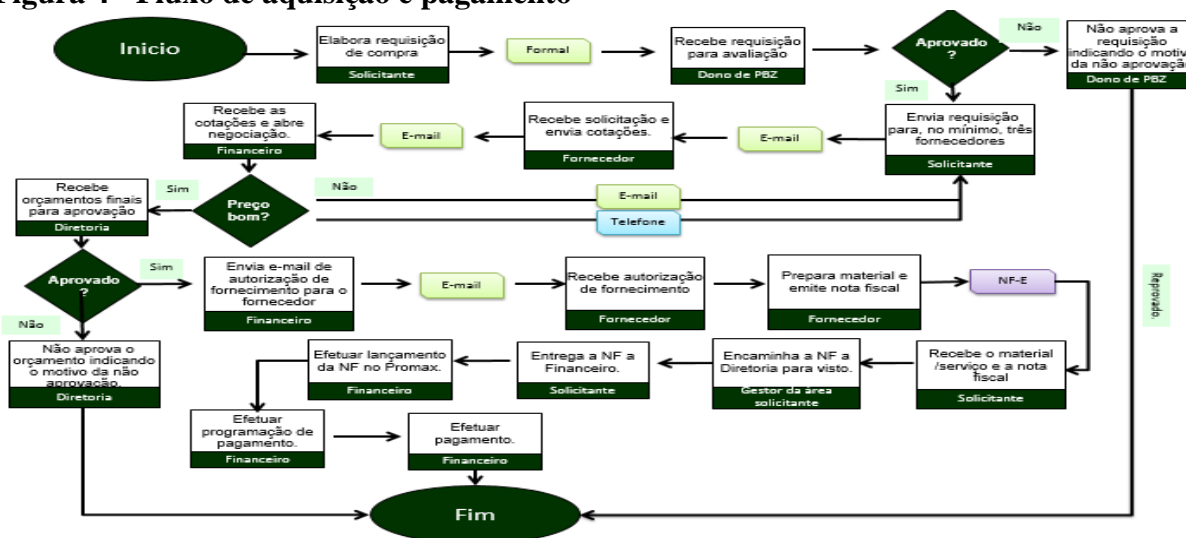 Figura 4 - Fluxo de aquisição e pagamento
Inicio
Elabora requisição
de compra
Solicitante
Formal
Recebe requisição
para avaliação
Dono de PBZ
Aprovado
?
Não
Não aprova a
requisição
indicando o motivo
da não aprovação
Dono de PBZ
Sim
Envia requisição
para, no mínimo, três
fornecedores
Solicitante
E-mail
Recebe solicitação e
envia cotações.
Fornecedor
E-mail
Recebe as
cotações e abre
negociação.
Financeiro
Preço
bom?
Não
E-mail
Telefone
Sim
Recebe
orçamentos finais
para aprovação
Diretoria
Aprovado
?
Sim
Envia e-mail de
autorização de
fornecimento para o
fornecedor
Financeiro
E-mail
Recebe autorização
de fornecimento
Fornecedor
Prepara material e
emite nota fiscal
Fornecedor
NF-E
Reprovado.
Não
Não aprova o
orçamento indicando
o motivo da não
aprovação.
Diretoria
Recebe o material
/serviço e a nota
fiscal
Solicitante
Encaminha a NF a
Diretoria para visto.
Gestor da área
solicitante
Entrega a NF a
Financeiro.
Solicitante
Efetuar lançamento
da NF no Promax.
Financeiro
Efetuar
programação de
pagamento.
Financeiro
Efetuar
pagamento.
Financeiro
Fim